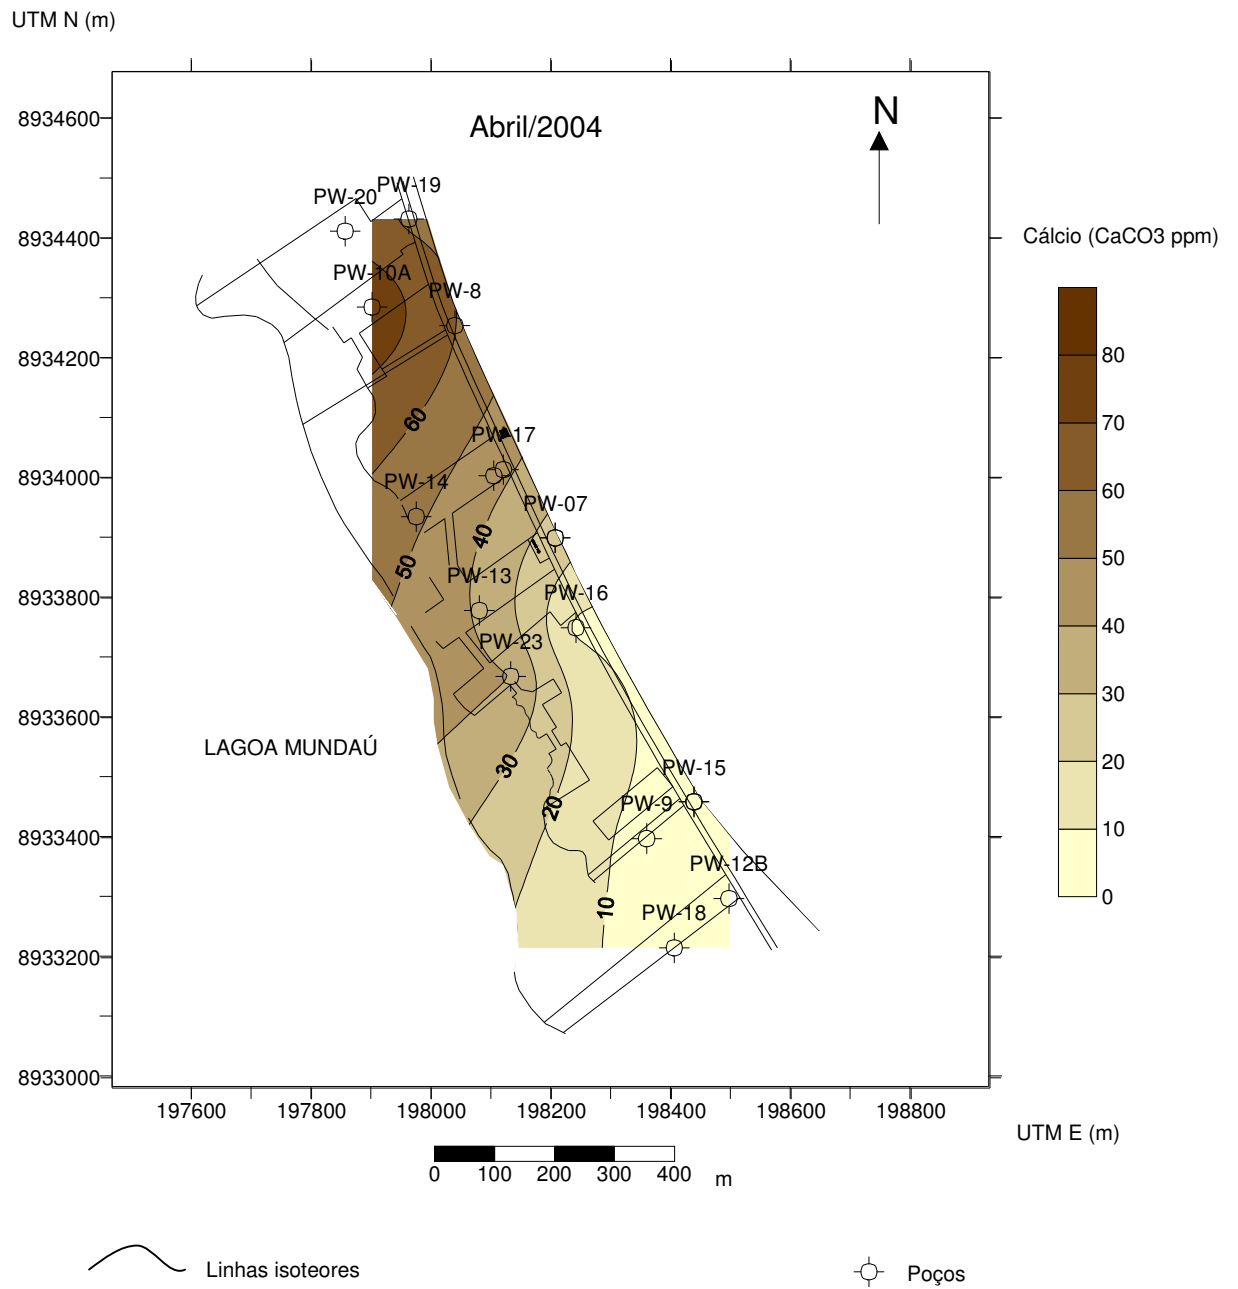 UTM N (m)
Abril/2004
N
8934600
8934400
8934200
8934000
8933800
8933600
8933400
8933200
8933000
PW-19
PW-20
PW-10A
PW-8
60
PW-17
PW-14
PW-07
40
50
PW-13
PW-16
PW-23
LAGOA MUNDAÚ
30
PW-15
20
PW-9
PW-12B
10
PW-18
Cálcio (CaCO3 ppm)
80
70
60
50
40
30
20
10
0
197600 197800 198000 198200 198400 198600 198800
UTM E (m)
0 100 200 300 400 m
Linhas isoteores
Poços